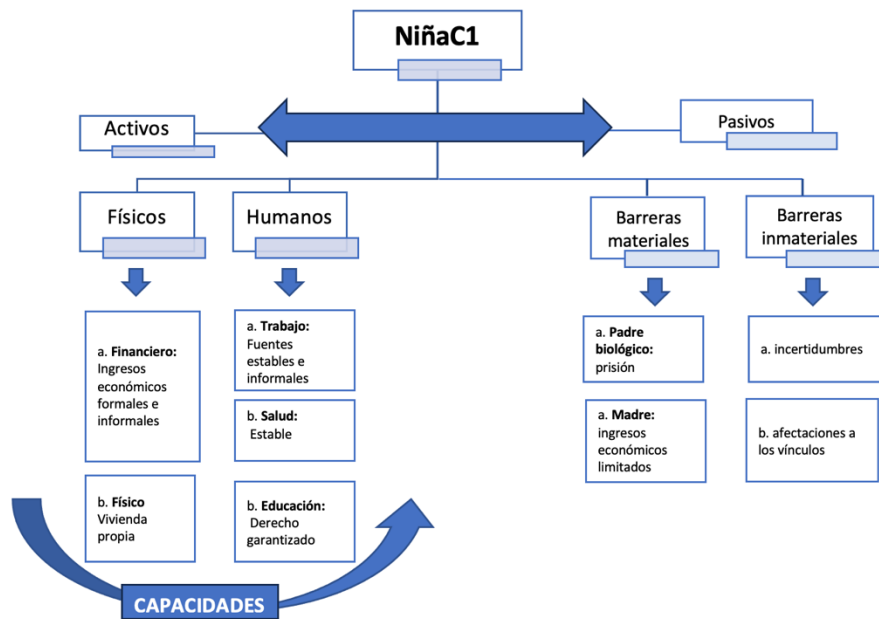 NiñaC1
Activos
Pasivos
Físicos
Humanos
Barreras
materiales
Barreras
inmateriales
a. Financiero:
Ingresos
económicos
formales e
informales
b. Físico
Vivienda
propia
a. Trabajo:
Fuentes
estables e
informales
b. Salud:
Estable
b. Educación:
Derecho
garantizado
a. Padre
biológico:
prisión
a. Madre:
ingresos
económicos
limitados
a. incertidumbres
b. afectaciones a
los vínculos
CAPACIDADES